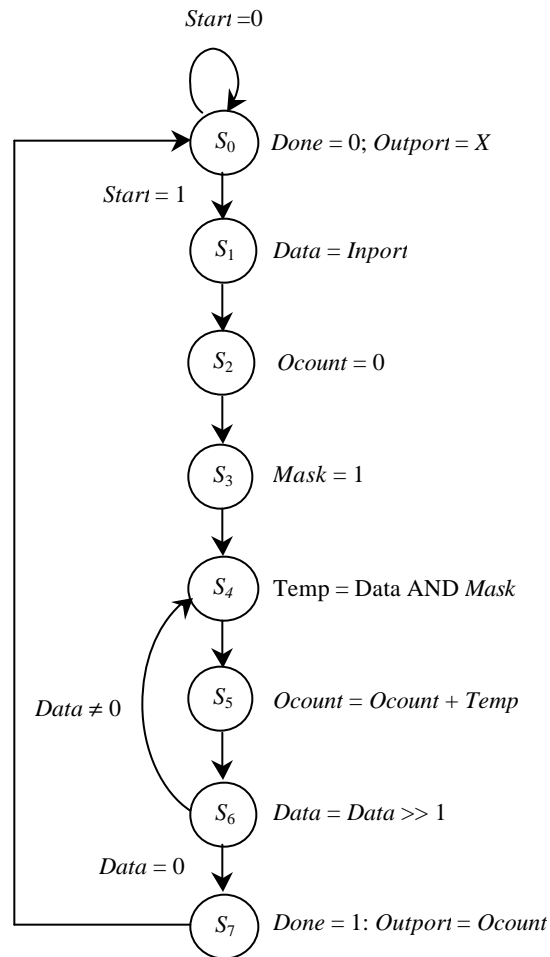 Start =0
S0 Done = 0; Outport = X
Start = 1
S1 Data = Inport
S2 Ocount = 0
S3 Mask = 1
S4 Temp = Data AND Mask
S5 Ocount = Ocount + Temp
Data ≠ 0
S6 Data = Data >> 1
Data = 0
S7 Done = 1: Outport = Ocount